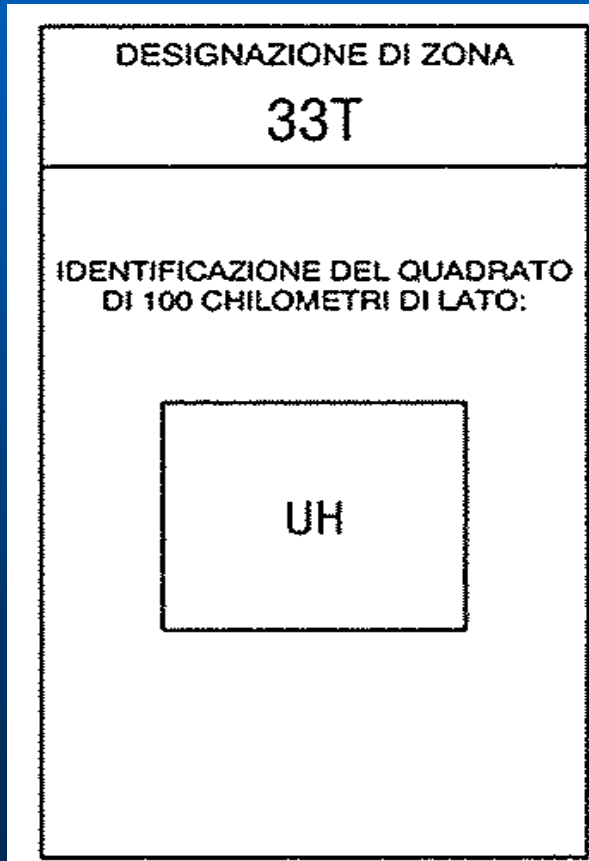 DESIGNAZIONE DI ZONA
33T
IDENTIFICAZIONE DEL QUADRATO
DI 100 CHILOMETRI DI LATO:
UH